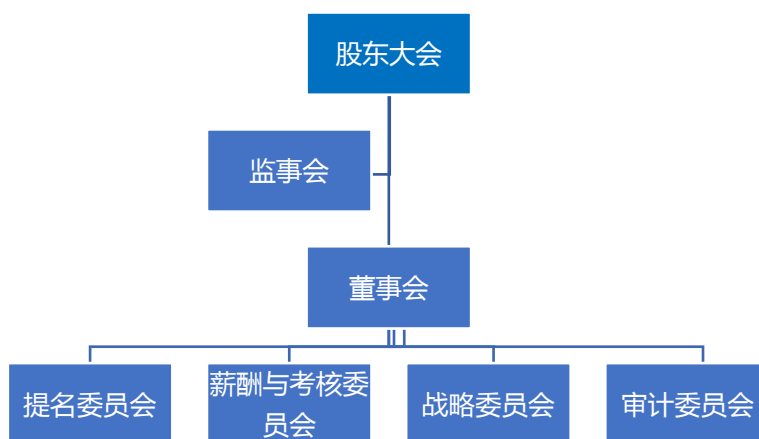 股东大会
监事会
董事会
提名委员会
薪酬与考核委
员会
战略委员会
审计委员会